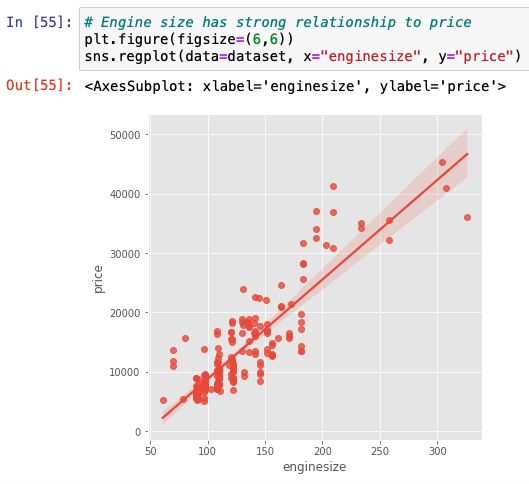 In [55]: # Engine size has strong relationship to price
plt.figure(figsize=(6,6))
sns.regplot(data=dataset, x="enginesize", y="price")
Out[55]: <AxesSubplot: xlabel='enginesize', ylabel='price'>
50000
40000
30000
price
20000
10000
0
50 100 150 200 250 300
enginesize